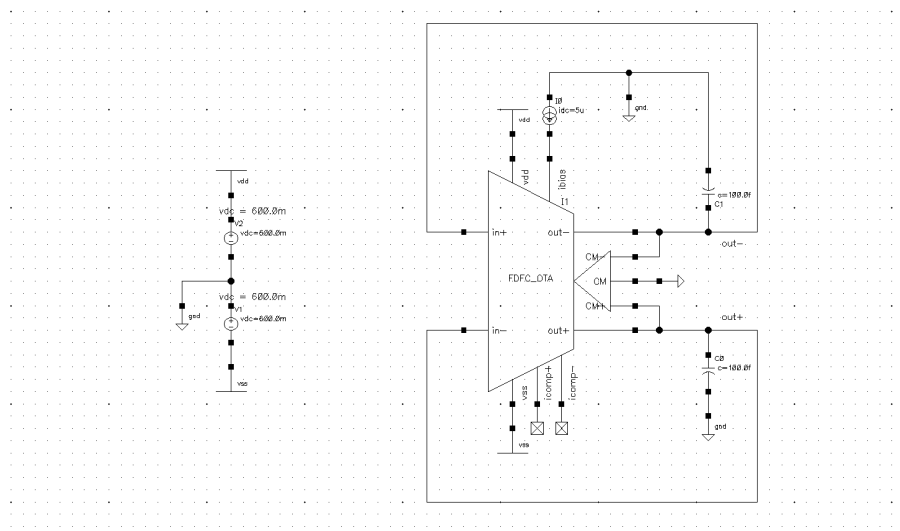 I0
idc=5u
gnd
vdd
vdd
ibias
I1
c=100.0f
C1
vdd
vdc = 600.0m
V2
vdc=600.0m
in+
out-
out-
CM-
FDFC_OTA
CM
vdc = 600.0m
V1
vdc=600.0m
gnd
CM+
out+
in-
out+
C0
c=100.0f
vss
vss
icomp+
icomp-
gnd
vss